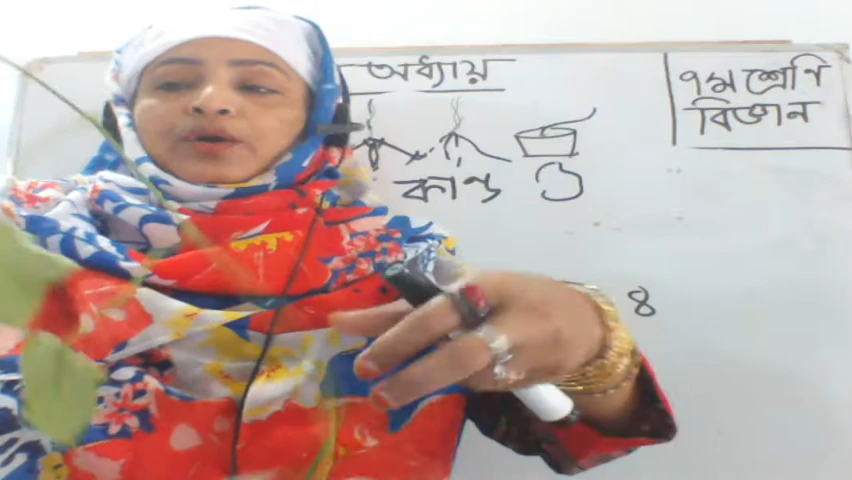 অধ্যায়
৭ম শ্রেণি
বিজ্ঞান
কান্ড
৪